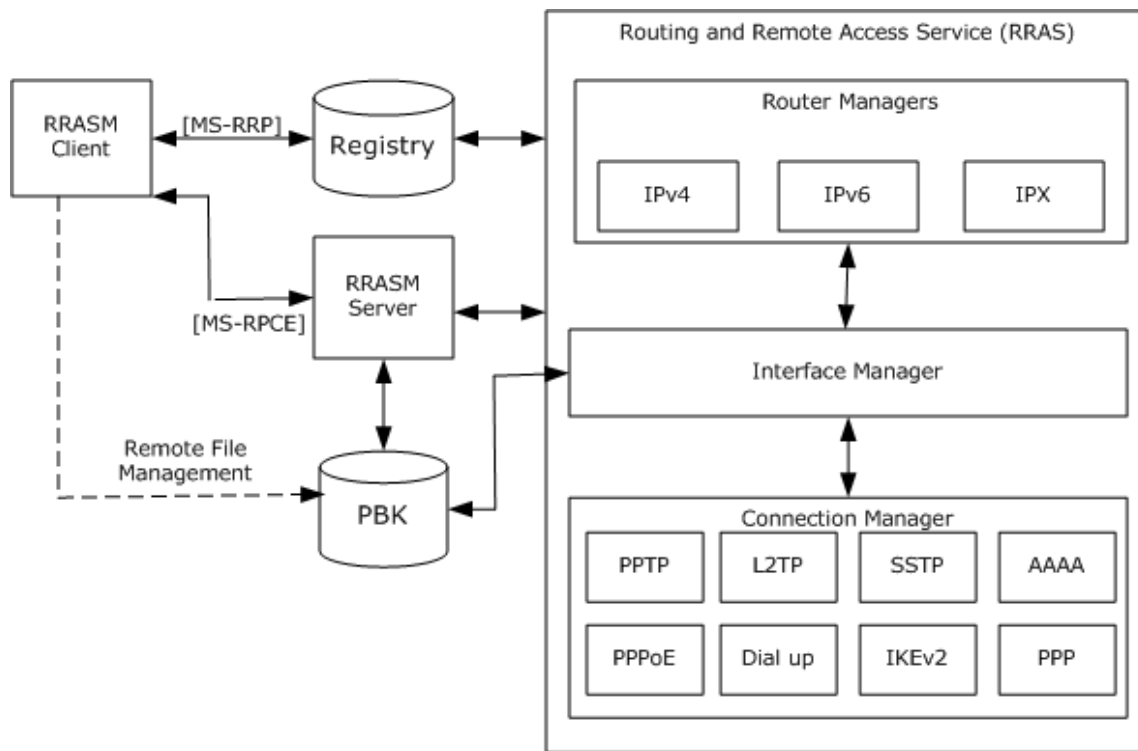 Routing and Remote Access Service (RRAS)
RRASM
Client
[MS-RRP]
Registry
Router Managers
IPv4
IPv6
IPX
RRASM
Server
[MS-RPCE]
Interface Manager
Remote File
Management
PBK
Connection Manager
PPTP
L2TP
SSTP
AAAA
PPPoE
Dial up
IKEv2
PPP